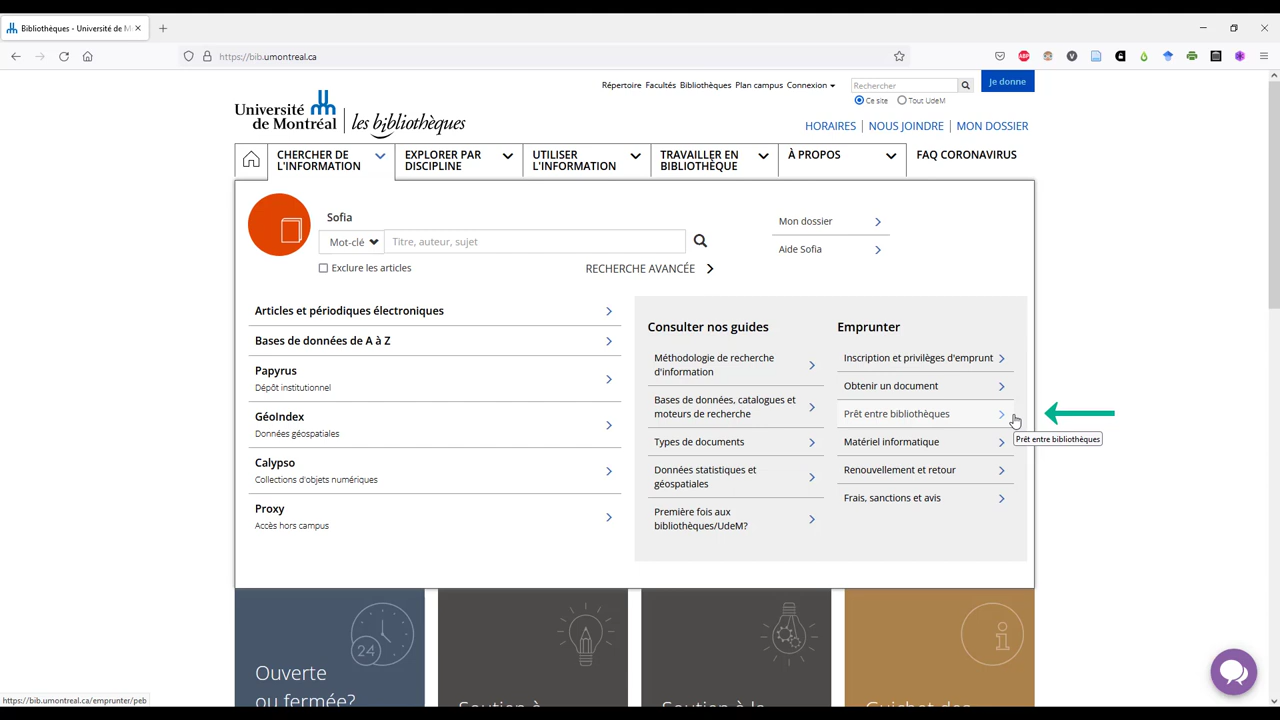 Bibliothèques - Université de M
https://bib.umontreal.ca
Répertoire Facultés Bibliothèques Plan campus Connexion
Rechercher
Je donne
Ce site Tout UdeM
Université
de Montréal
les bibliothèques
HORAIRES NOUS JOINDRE MON DOSSIER
CHERCHER DE
L'INFORMATION
EXPLORER PAR
DISCIPLINE
UTILISER
L'INFORMATION
TRAVAILLER EN
BIBLIOTHÈQUE
À PROPOS
FAQ CORONAVIRUS
Sofia
Mot-clé
Titre, auteur, sujet
Exclure les articles
RECHERCHE AVANCÉE
Mon dossier
Aide Sofia
Articles et périodiques électroniques
Bases de données de A à Z
Papyrus
Dépôt institutionnel
GéoIndex
Données géospatiales
Calypso
Collections d'objets numériques
Proxy
Accès hors campus
Consulter nos guides
Méthodologie de recherche
d'information
Bases de données, catalogues et
moteurs de recherche
Types de documents
Données statistiques et
géospatiales
Première fois aux
bibliothèques/UdeM?
Emprunter
Inscription et privilèges d'emprunt
Obtenir un document
Prêt entre bibliothèques
Prêt entre bibliothèques
Matériel informatique
Renouvellement et retour
Frais, sanctions et avis
24
Ouverte
ou fermée?
Soutien à
Soutien à la
Guichet des
https://bib.umontreal.ca/emprunter/peb